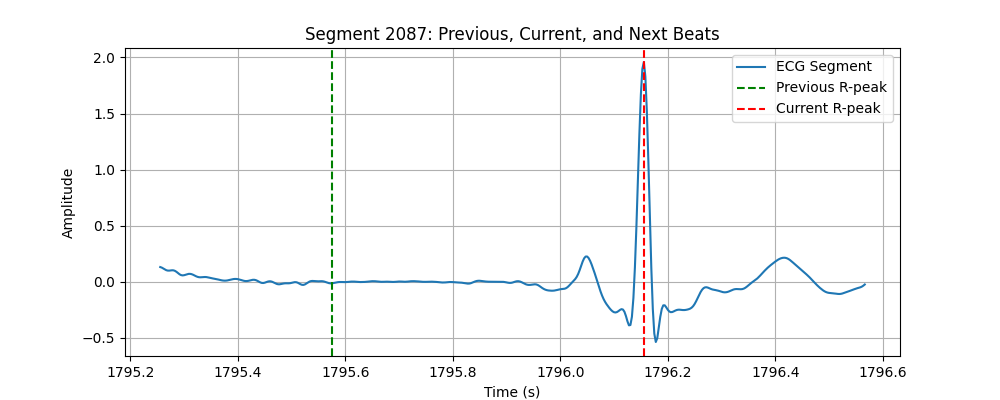 Segment 2087: Previous, Current, and Next Beats
ECG Segment
Previous R-peak
Current R-peak
Amplitude
2.0
1.5
1.0
0.5
0.0
−0.5
1795.2 1795.4 1795.6 1795.8 1796.0 1796.2 1796.4 1796.6
Time (s)